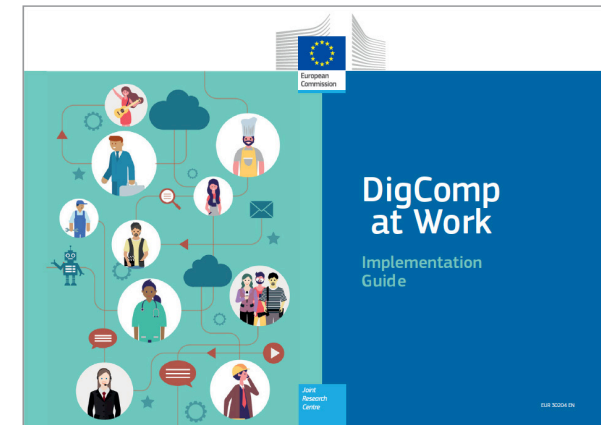 European
Commission
DigComp
at Work
Implementation
Guide
Joint
Research
Centre
EUR 30204 EN